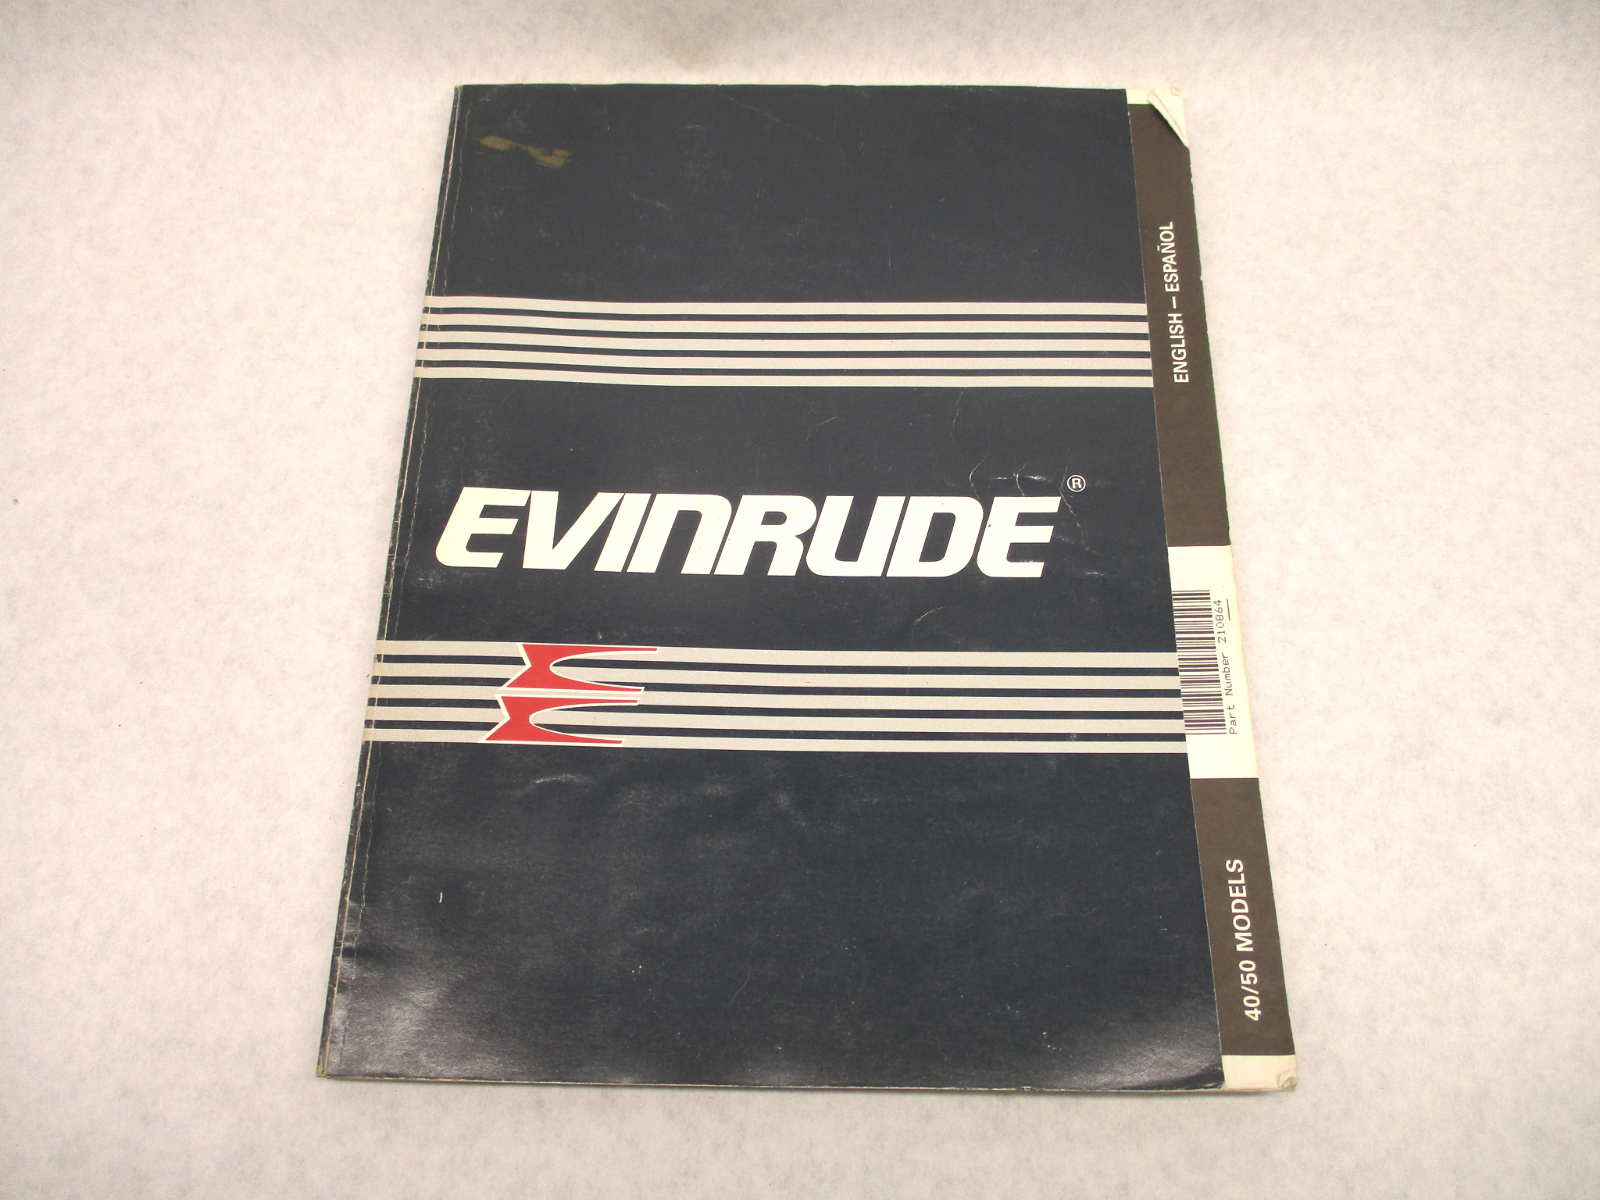 EVINRUDE®
ENGLISH – ESPAÑOL
Part Number 210864
40/50 MODELS